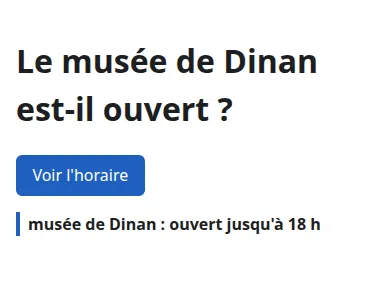 Le musée de Dinan
est-il ouvert ?
Voir l'horaire
musée de Dinan : ouvert jusqu'à 18 h